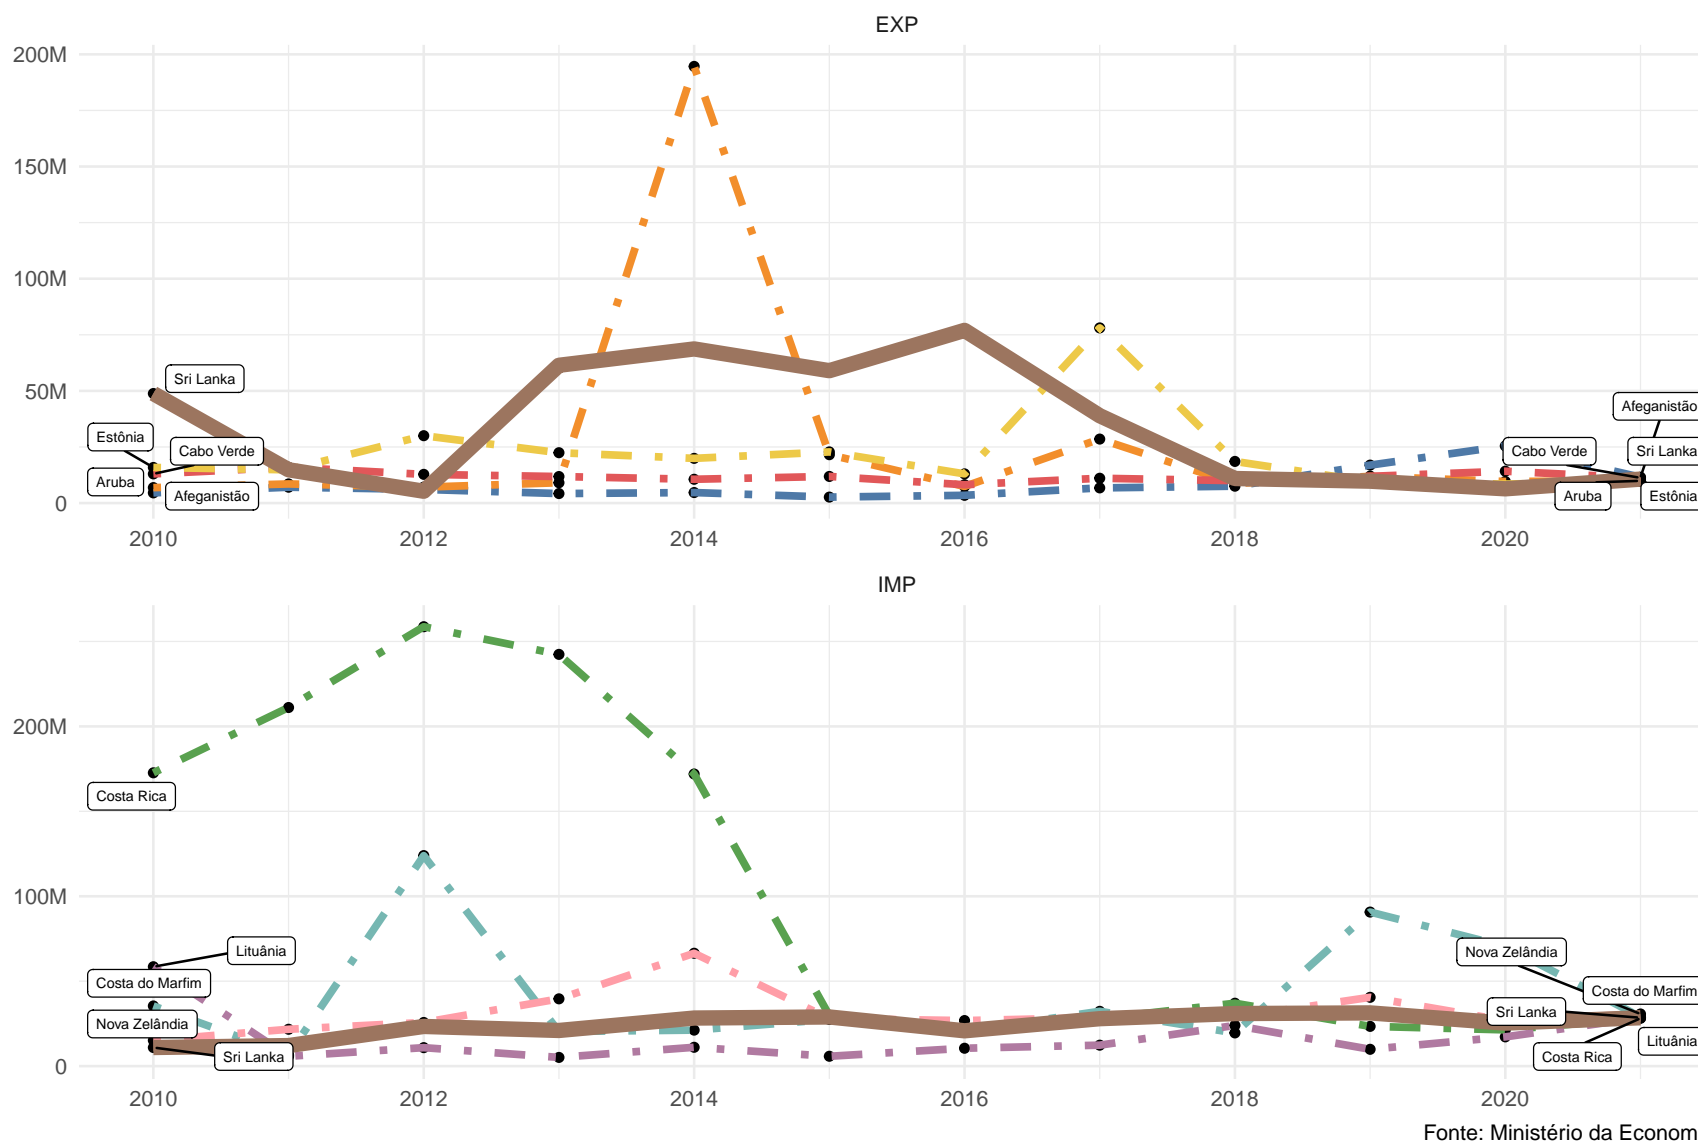 EXP
200M
150M
100M
50M
0
Sri Lanka
Estônia
Cabo Verde
Aruba
Afeganistão
Afeganistão
Cabo Verde
Sri Lanka
Aruba
Estônia
2010 2012 2014 2016 2018 2020
IMP
200M
100M
0
Costa Rica
Lituânia
Costa do Marfim
Nova Zelândia
Sri Lanka
Nova Zelândia
Costa do Marfim
Sri Lanka
Lituânia
Costa Rica
2010 2012 2014 2016 2018 2020
Fonte: Ministério da Econom